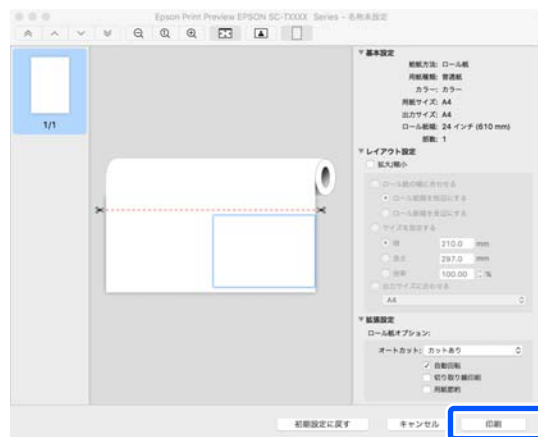 Epson Print Preview EPSON SC-TXXXX Series - 名称未設定
1/1
▼ 基本設定
給紙方法: ロール紙
用紙種類: 普通紙
カラー: カラー
用紙サイズ: A4
出力サイズ: A4
ロール紙幅: 24 インチ (610 mm)
部数: 1
▼ レイアウト設定
拡大/縮小
ロール紙の幅に合わせる
ロール紙幅を短辺にする
ロール紙幅を長辺にする
サイズを指定する
幅 210.0 mm
長さ 297.0 mm
倍率 100.00 %
出力サイズに合わせる
A4
▼ 拡張設定
ロール紙オプション:
オートカット: カットあり
自動回転
切り取り線印刷
用紙節約
初期設定に戻す キャンセル 印刷